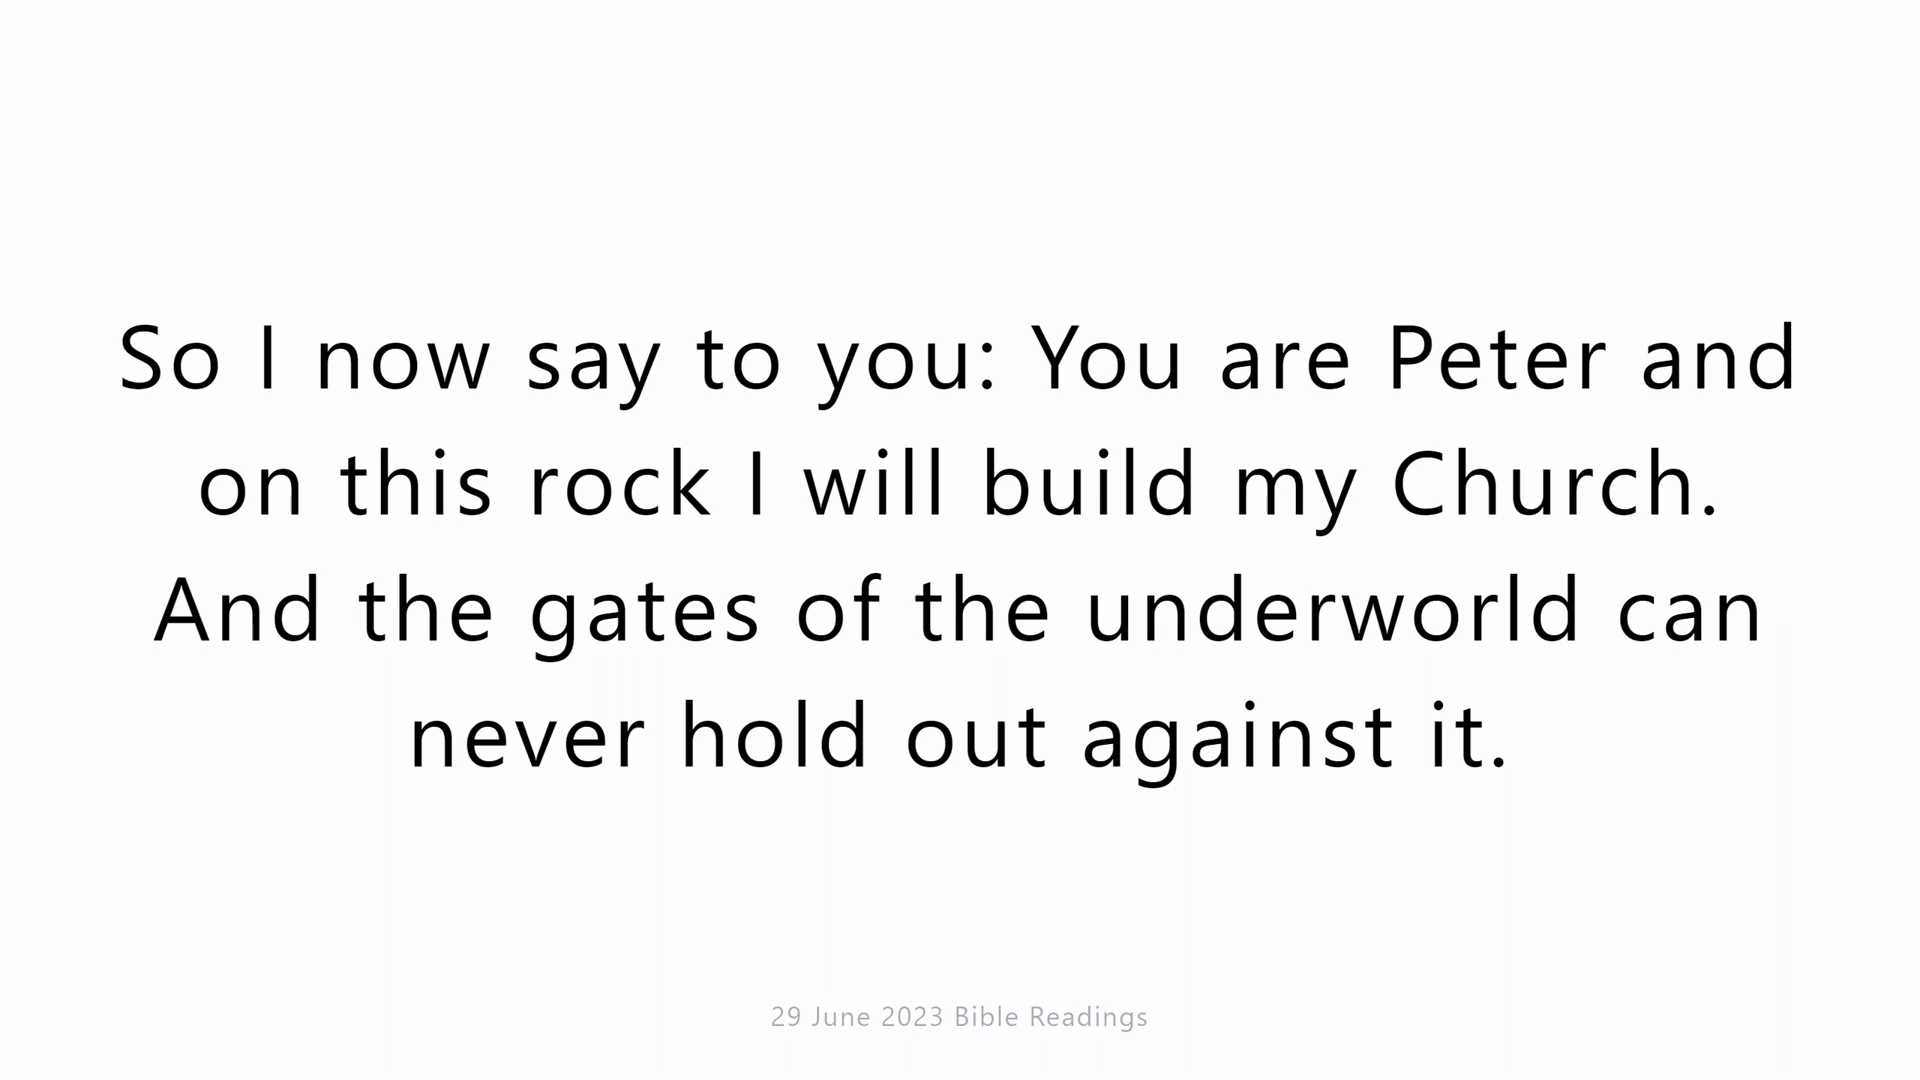 So I now say to you: You are Peter and
on this rock I will build my Church.
And the gates of the underworld can
never hold out against it.
29 June 2023 Bible Readings